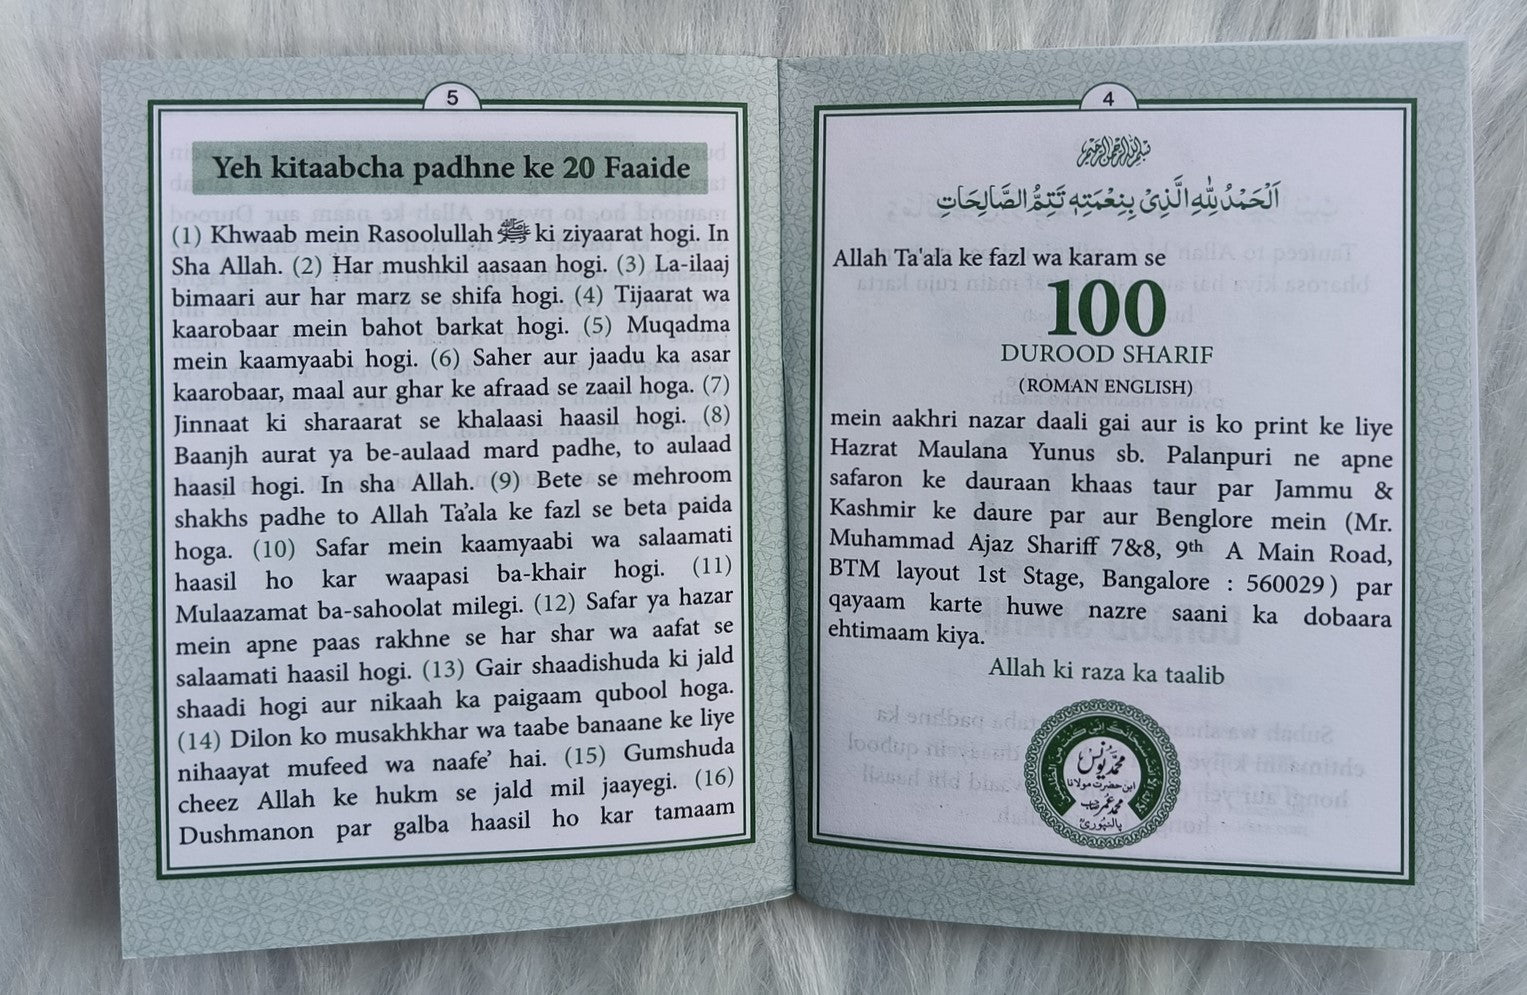 4
بسم الله الرحمن الرحيم
اَلْحَمْدُ لِلّٰهِ الَّذِىْ بِنِعْمَتِهٖ تَتِمُّ الصَّالِحَاتِ
Allah Ta'ala ke fazl wa karam se
100
DUROOD SHARIF
(ROMAN ENGLISH)
mein aakhri nazar daali gai aur is ko print ke liye
Hazrat Maulana Yunus sb. Palanpuri ne apne
safaron ke dauraan khaas taur par Jammu &
Kashmir ke daure par aur Benglore mein (Mr.
Muhammad Ajaz Shariff 7&8, 9th A Main Road,
BTM layout 1st Stage, Bangalore : 560029) par
qayaam karte huwe nazre saani ka dobaara
ehtimaam kiya.
Allah ki raza ka taalib
محمد یونس
ابن حضرت مولانا
محمد عمر صاحب
پالنپوری
5
Yeh kitaabcha padhne ke 20 Faaide
(1) Khwaab mein Rasoolullah ﷺ ki ziyaarat hogi. In
Sha Allah. (2) Har mushkil aasaan hogi. (3) La-ilaaj
bimaari aur har marz se shifa hogi. (4) Tijaarat wa
kaarobaar mein bahot barkat hogi. (5) Muqadma
mein kaamyaabi hogi. (6) Saher aur jaadu ka asar
kaarobaar, maal aur ghar ke afraad se zaail hoga. (7)
Jinnaat ki sharaarat se khalaasi haasil hogi. (8)
Baanjh aurat ya be-aulaad mard padhe, to aulaad
haasil hogi. In sha Allah. (9) Bete se mehroom
shakhs padhe to Allah Ta’ala ke fazl se beta paida
hoga. (10) Safar mein kaamyaabi wa salaamati
haasil ho kar waapasi ba-khair hogi. (11)
Mulaazamat ba-sahoolat milegi. (12) Safar ya hazar
mein apne paas rakhne se har shar wa aafat se
salaamati haasil hogi. (13) Gair shaadishuda ki jald
shaadi hogi aur nikaah ka paigaam qubool hoga.
(14) Dilon ko musakhkhar wa taabe banaane ke liye
nihaayat mufeed wa naafe’ hai. (15) Gumshuda
cheez Allah ke hukm se jald mil jaayegi. (16)
Dushmanon par galba haasil ho kar tamaam